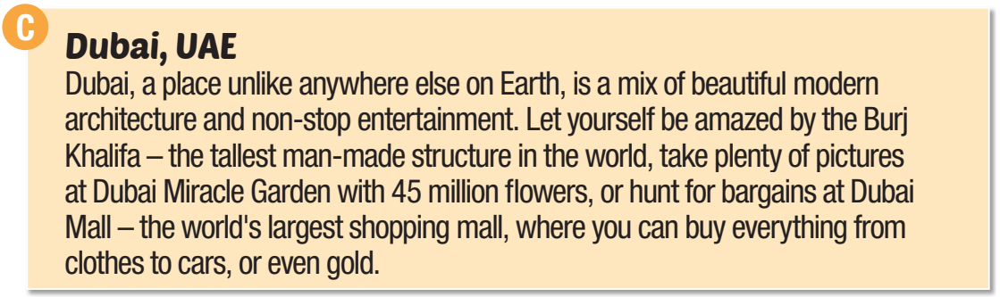 C
Dubai, UAE
Dubai, a place unlike anywhere else on Earth, is a mix of beautiful modern
architecture and non-stop entertainment. Let yourself be amazed by the Burj
Khalifa – the tallest man-made structure in the world, take plenty of pictures
at Dubai Miracle Garden with 45 million flowers, or hunt for bargains at Dubai
Mall – the world's largest shopping mall, where you can buy everything from
clothes to cars, or even gold.